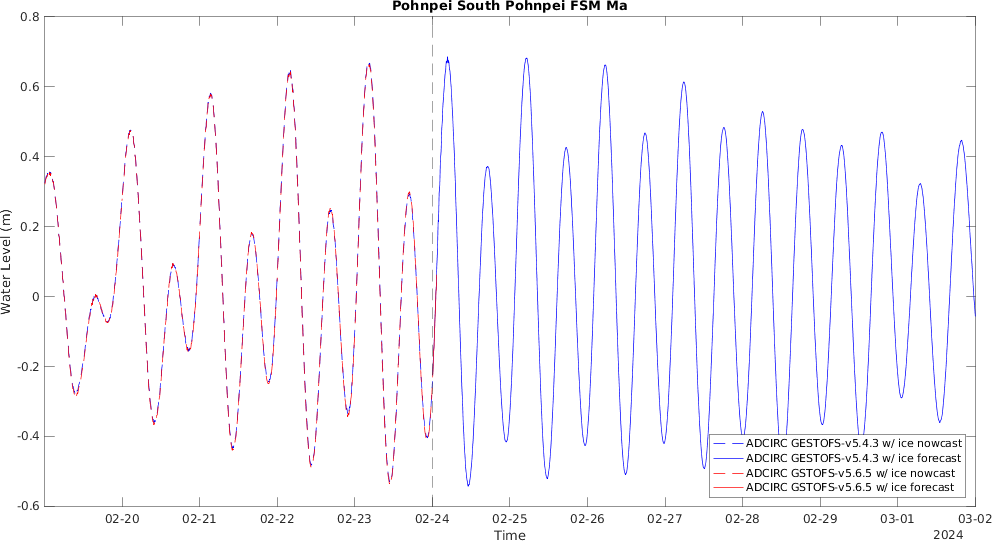 Pohnpei South Pohnpei FSM Ma
0.8
0.6
0.4
0.2
0
-0.2
-0.4
-0.6
Water Level (m)
02-20 02-21 02-22 02-23 02-24 02-25 02-26 02-27 02-28 02-29 03-01 03-02
Time
2024
ADCIRC GESTOFS-v5.4.3 w/ ice nowcast
ADCIRC GESTOFS-v5.4.3 w/ ice forecast
ADCIRC GSTOFS-v5.6.5 w/ ice nowcast
ADCIRC GSTOFS-v5.6.5 w/ ice forecast